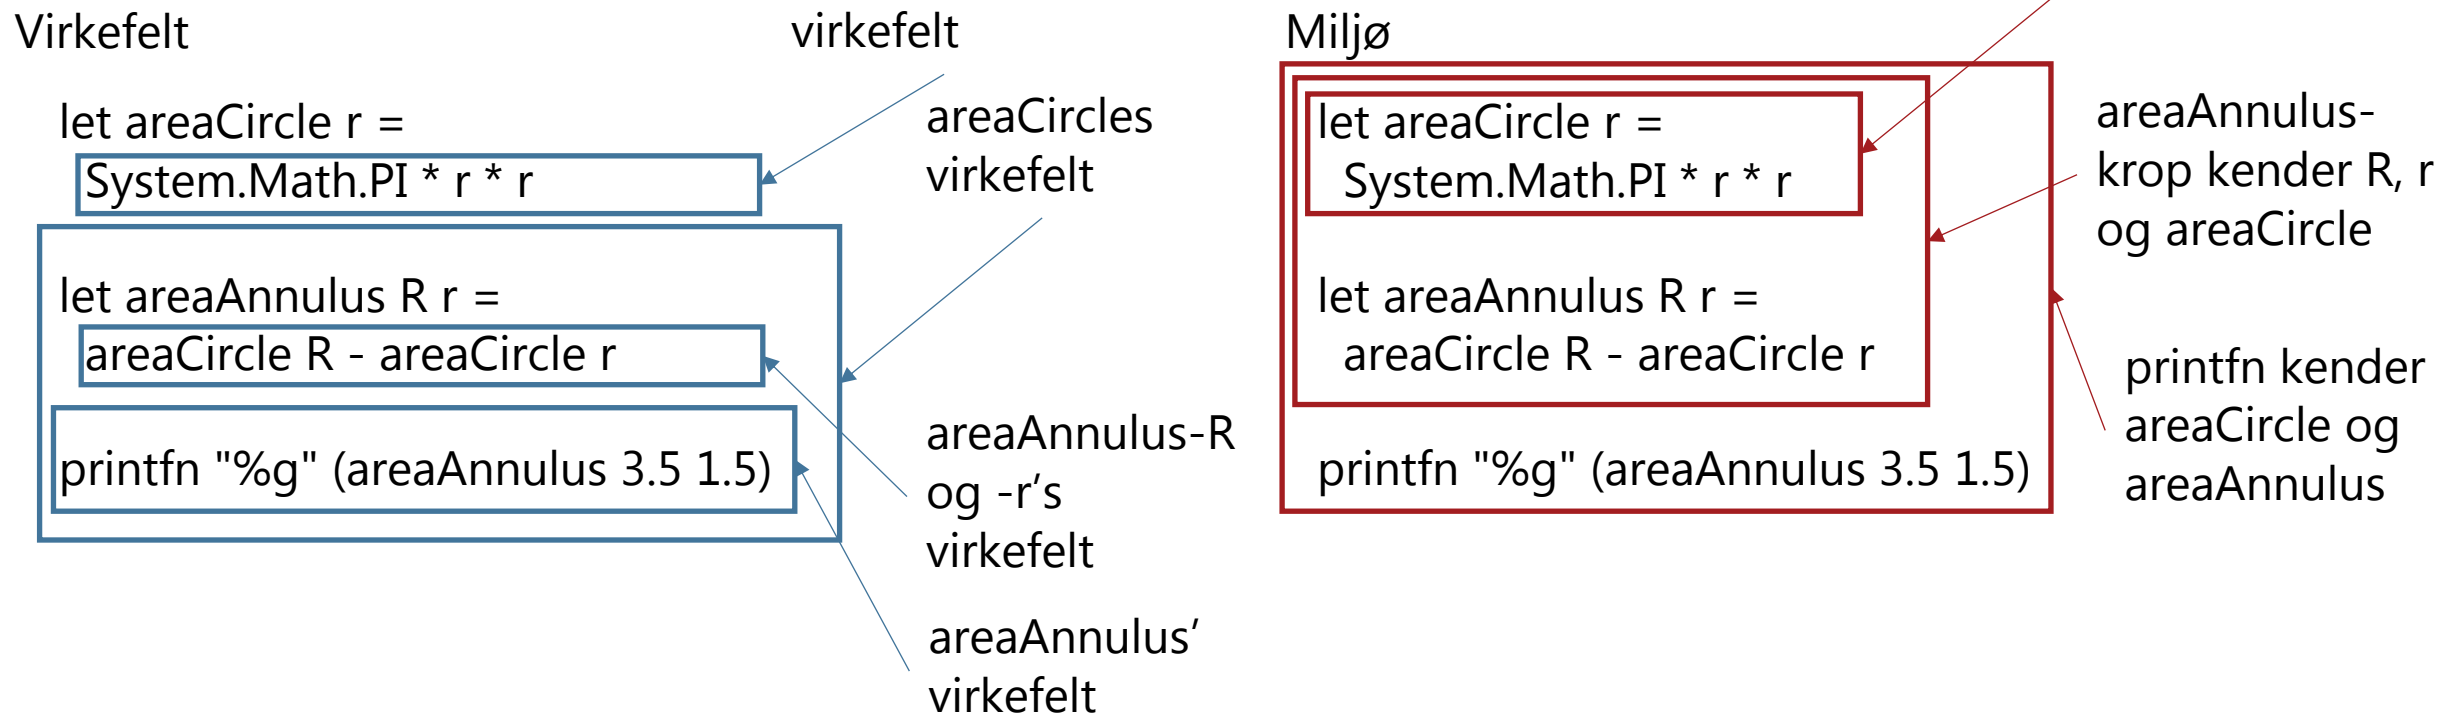 Virkefelt
virkefelt
let areaCircle r =
System.Math.PI * r * r
areaCircles
virkefelt
let areaAnnulus R r =
areaCircle R - areaCircle r
printfn "%g" (areaAnnulus 3.5 1.5)
areaAnnulus-R
og -r’s
virkefelt
areaAnnulus’
virkefelt
Miljø
let areaCircle r =
System.Math.PI * r * r
let areaAnnulus R r =
areaCircle R - areaCircle r
printfn "%g" (areaAnnulus 3.5 1.5)
areaAnnulus-
krop kender R, r
og areaCircle
printfn kender
areaCircle og
areaAnnulus